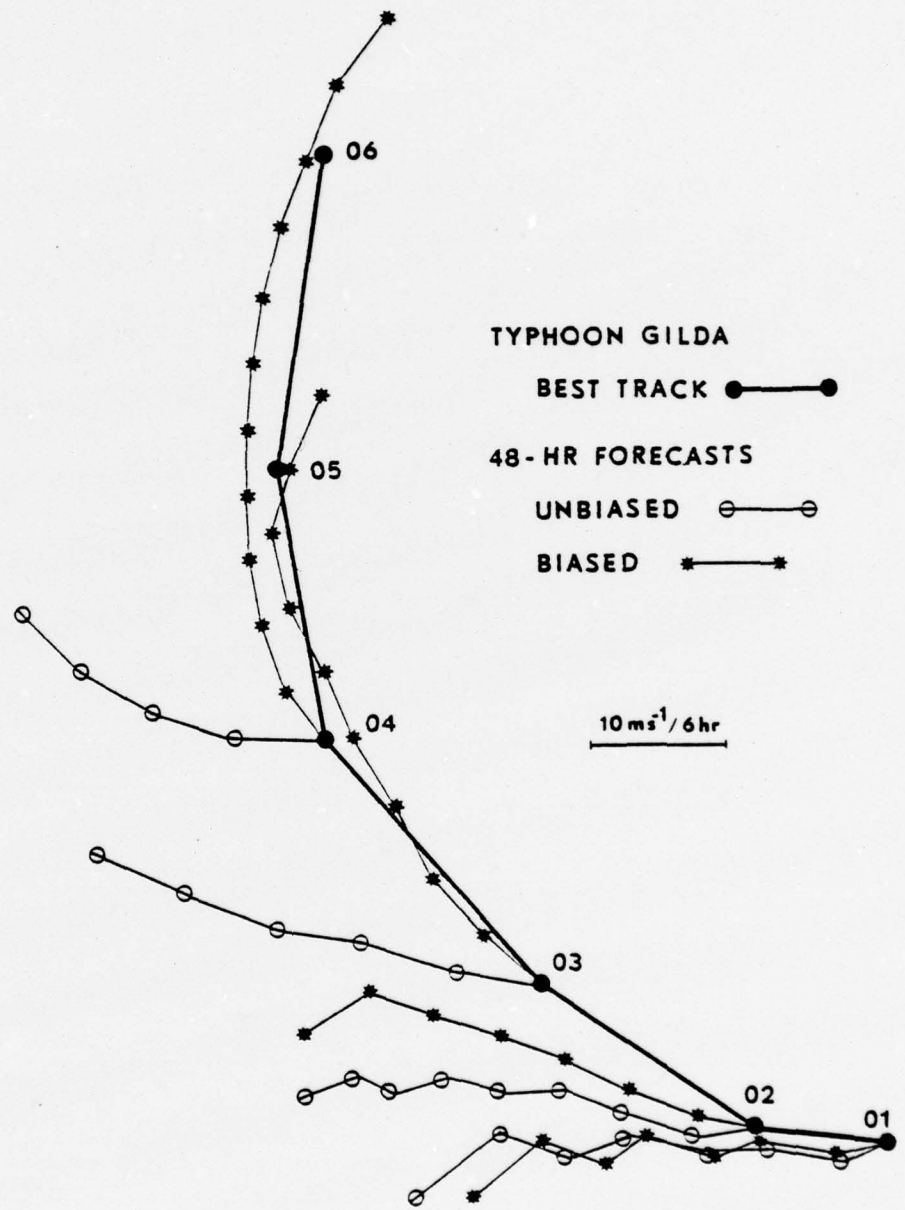 06
TYPHOON GILDA
BEST TRACK
05
48-HR FORECASTS
UNBIASED
BIASED
04
10 ms⁻¹/6hr
03
02
01